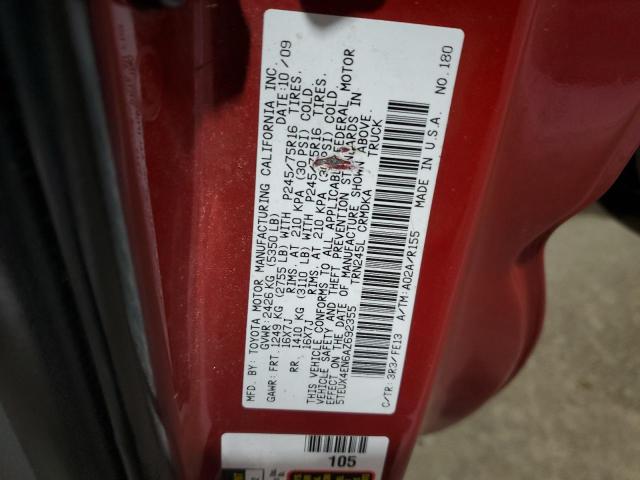 MFD. BY: TOYOTA MOTOR MANUFACTURING CALIFORNIA INC.
GVWR: 2426 KG (5350 LB) DATE: 10/09
GAWR: FRT. 1249 KG (2755 LB) WITH P245/75R16 TIRES.
16X7J RIMS, AT 210 KPA (30 PSI) COLD
RR 1410 KG (3110 LB) WITH P245/75R16 TIRES.
16X7J RIMS, AT 210 KPA (30 PSI) COLD
THIS VEHICLE CONFORMS TO ALL APPLICABLE FEDERAL MOTOR
VEHICLE SAFETY AND THEFT PREVENTION STANDARDS IN
EFFECT ON THE DATE OF MANUFACTURE SHOWN ABOVE.
5TEUX4EN6AZ692355 TRUCK
TRN245L CRMDKA
C/TR: 3R3/FE13
A/TM: A02A/R155
MADE IN U.S.A. NO. 180
105